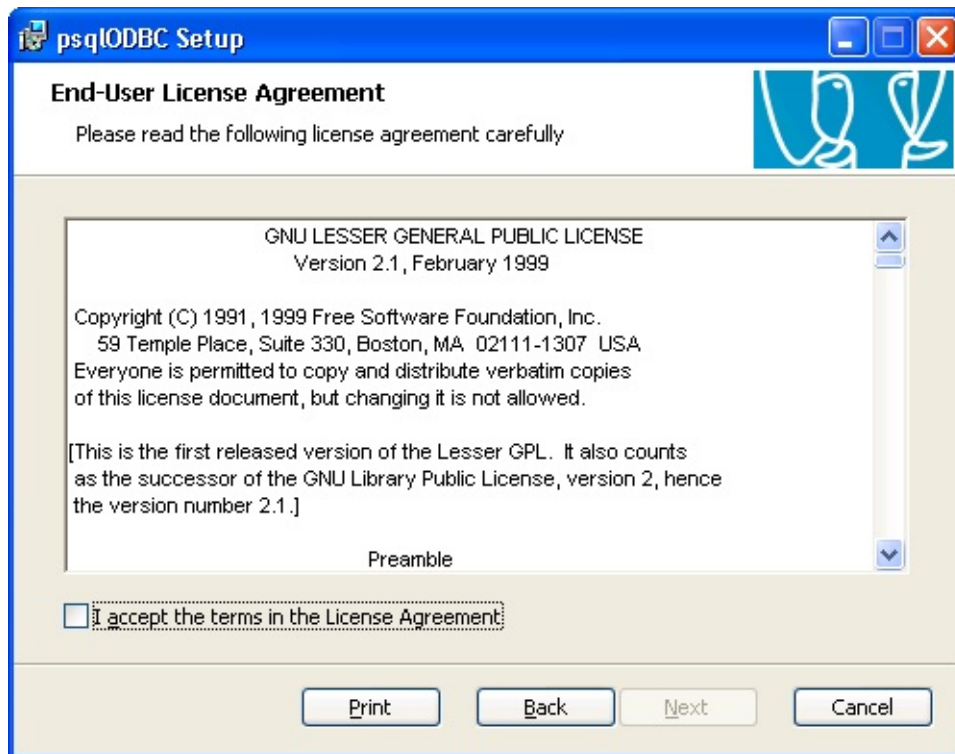 psqlODBC Setup
End-User License Agreement
Please read the following license agreement carefully
GNU LESSER GENERAL PUBLIC LICENSE
Version 2.1, February 1999
Copyright (C) 1991, 1999 Free Software Foundation, Inc.
59 Temple Place, Suite 330, Boston, MA 02111-1307 USA
Everyone is permitted to copy and distribute verbatim copies
of this license document, but changing it is not allowed.
[This is the first released version of the Lesser GPL. It also counts
as the successor of the GNU Library Public License, version 2, hence
the version number 2.1.]
Preamble
I accept the terms in the License Agreement
Print Back Next Cancel